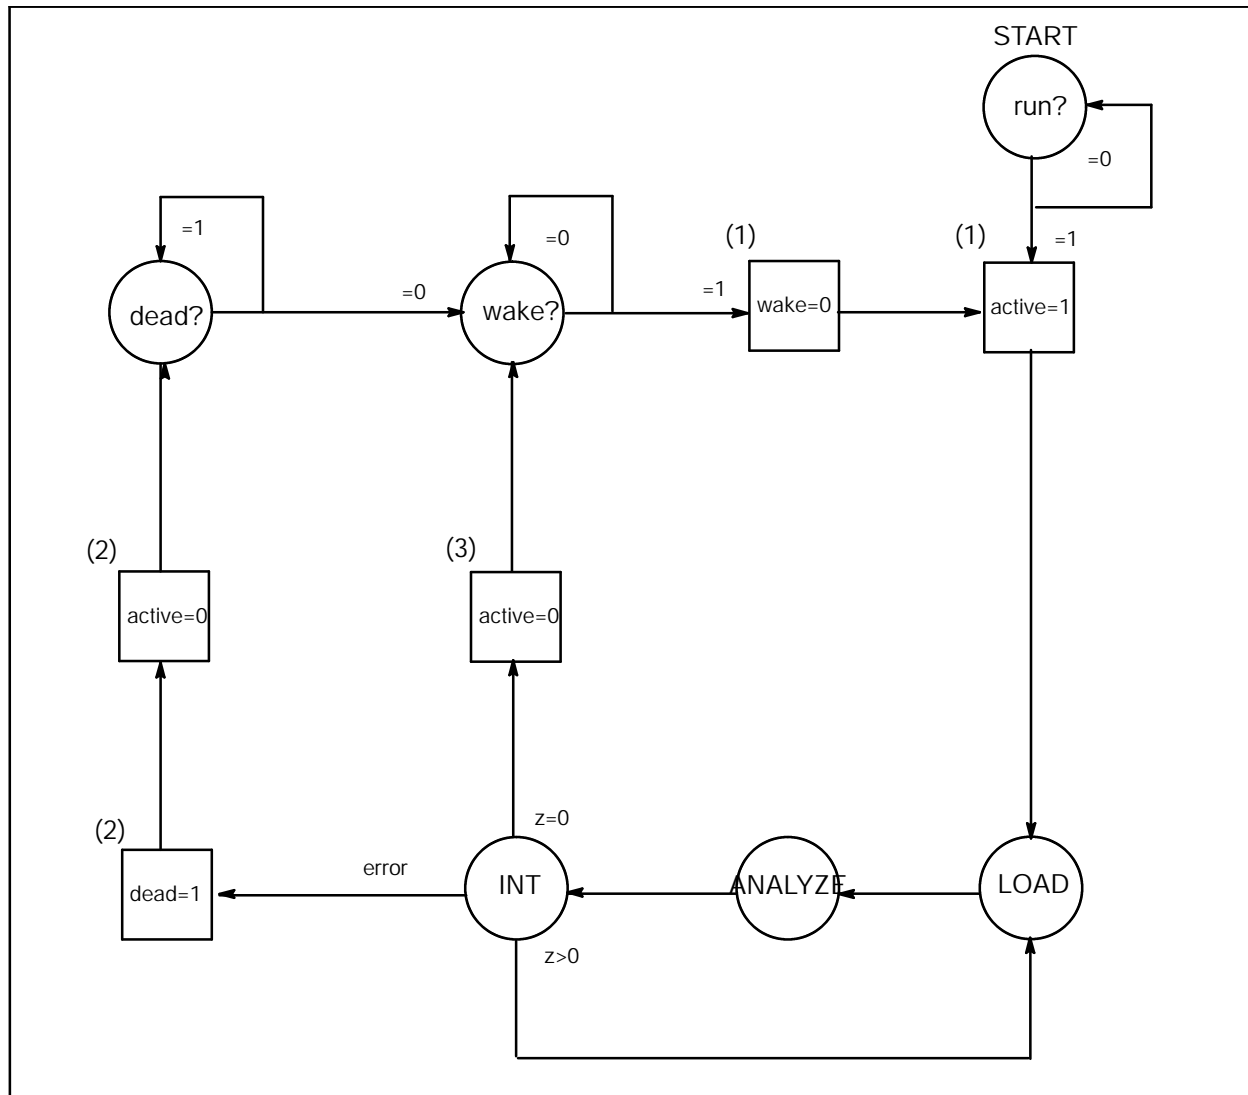 START
run?
=0
=1
=0
(1)
(1)
=1
dead?
=0
wake?
=1
wake=0
active=1
(2)
(3)
active=0
active=0
(2)
z=0
error
dead=1
INT
ANALYZE
LOAD
z>0